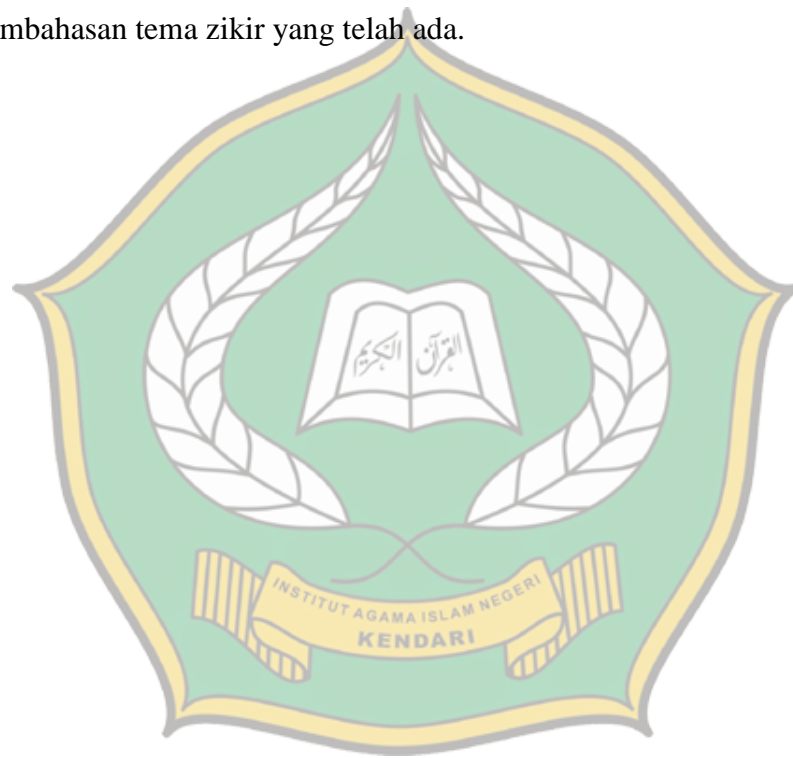 mbahasan tema zikir yang telah ada.
القرآن
الكريم
INSTITUT AGAMA ISLAM NEGERI
KENDARI